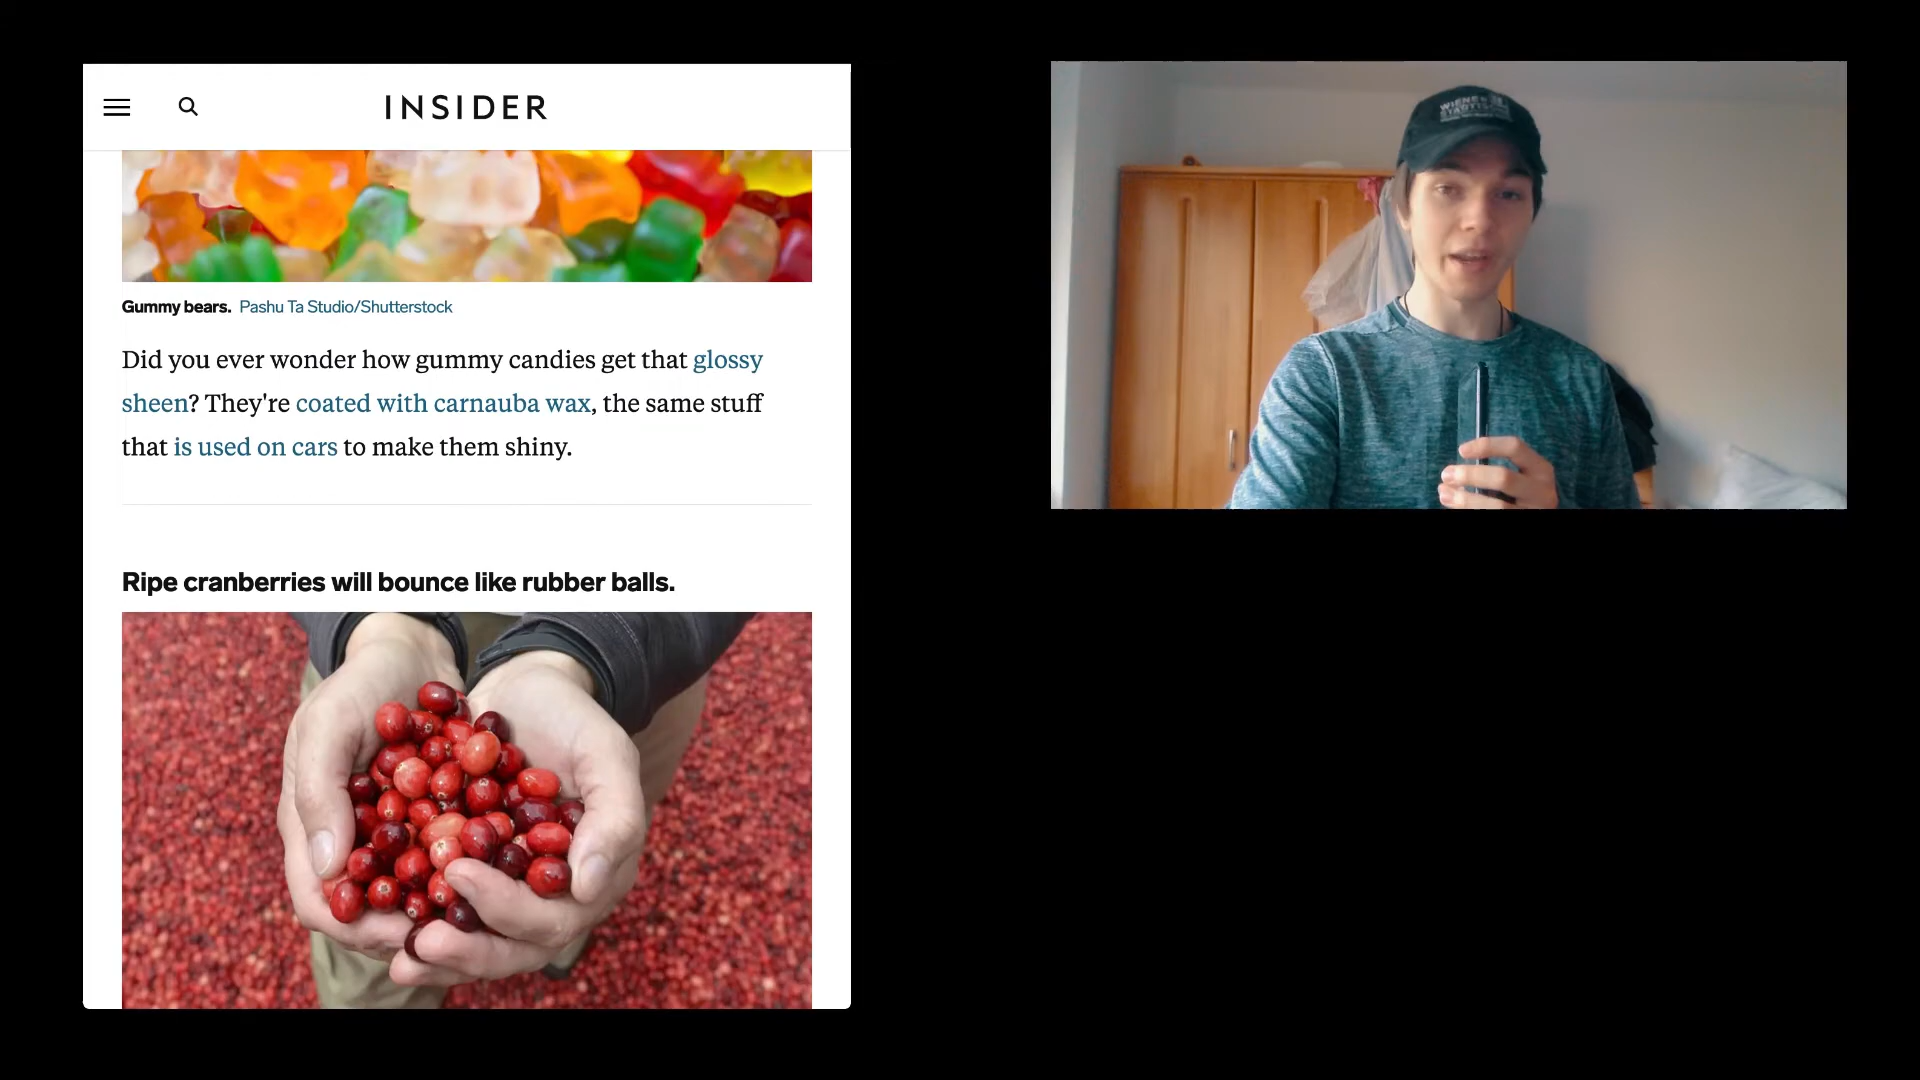 INSIDER
Gummy bears. Pashu Ta Studio/Shutterstock
Did you ever wonder how gummy candies get that glossy
sheen? They're coated with carnauba wax, the same stuff
that is used on cars to make them shiny.
Ripe cranberries will bounce like rubber balls.
WIENER